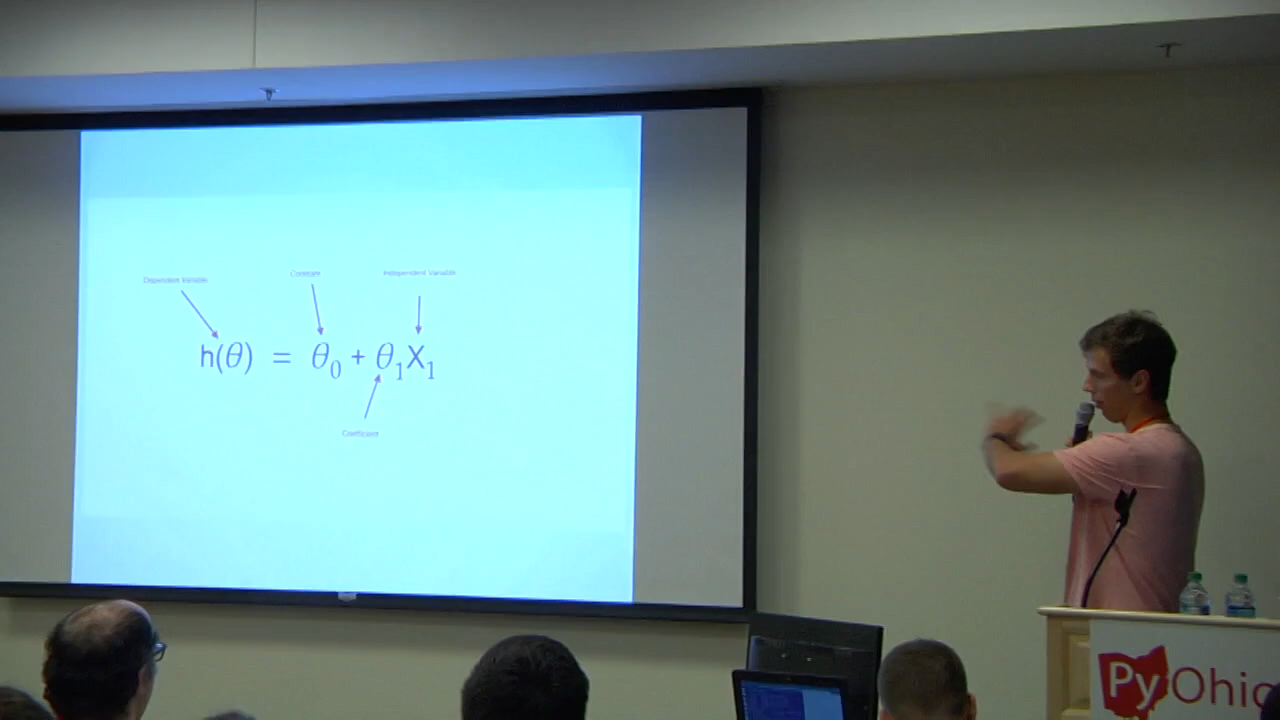 Dependent Variable
Constant
Independent Variable
h(θ) = θ₀ + θ₁X₁
Coefficient
PyOhio